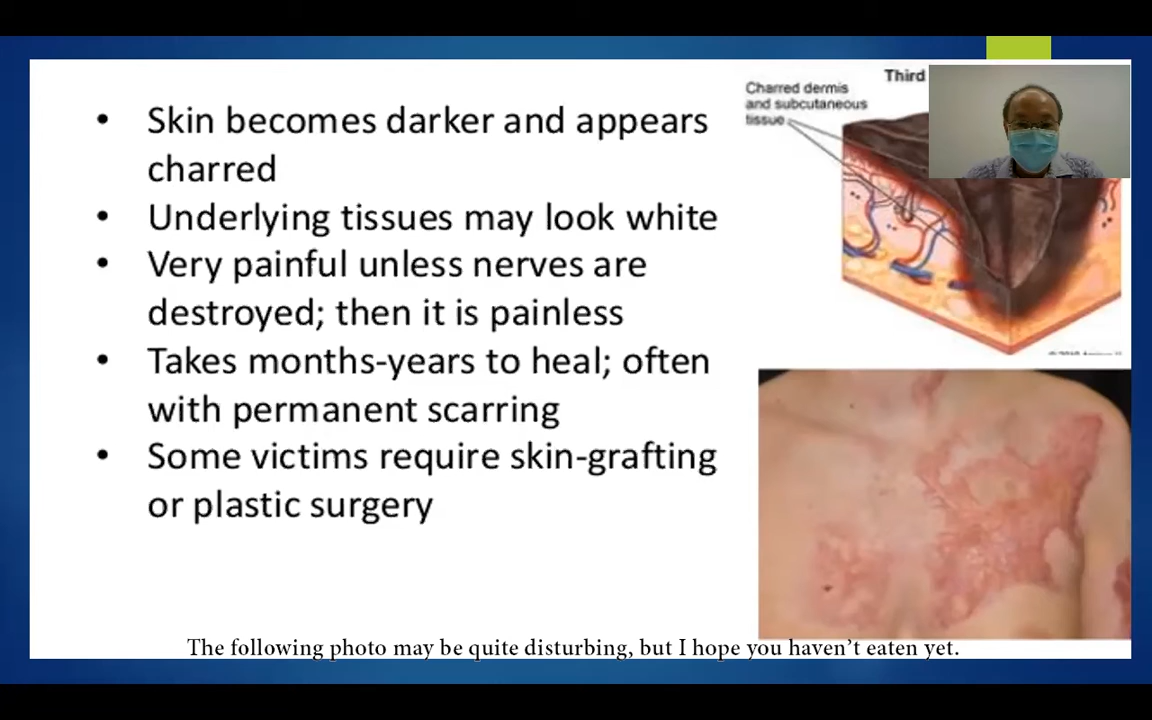 Skin becomes darker and appears
charred
Underlying tissues may look white
Very painful unless nerves are
destroyed; then it is painless
Takes months-years to heal; often
with permanent scarring
Some victims require skin-grafting
or plastic surgery
Third
Charred dermis
and subcutaneous
tissue
The following photo may be quite disturbing, but I hope you haven’t eaten yet.